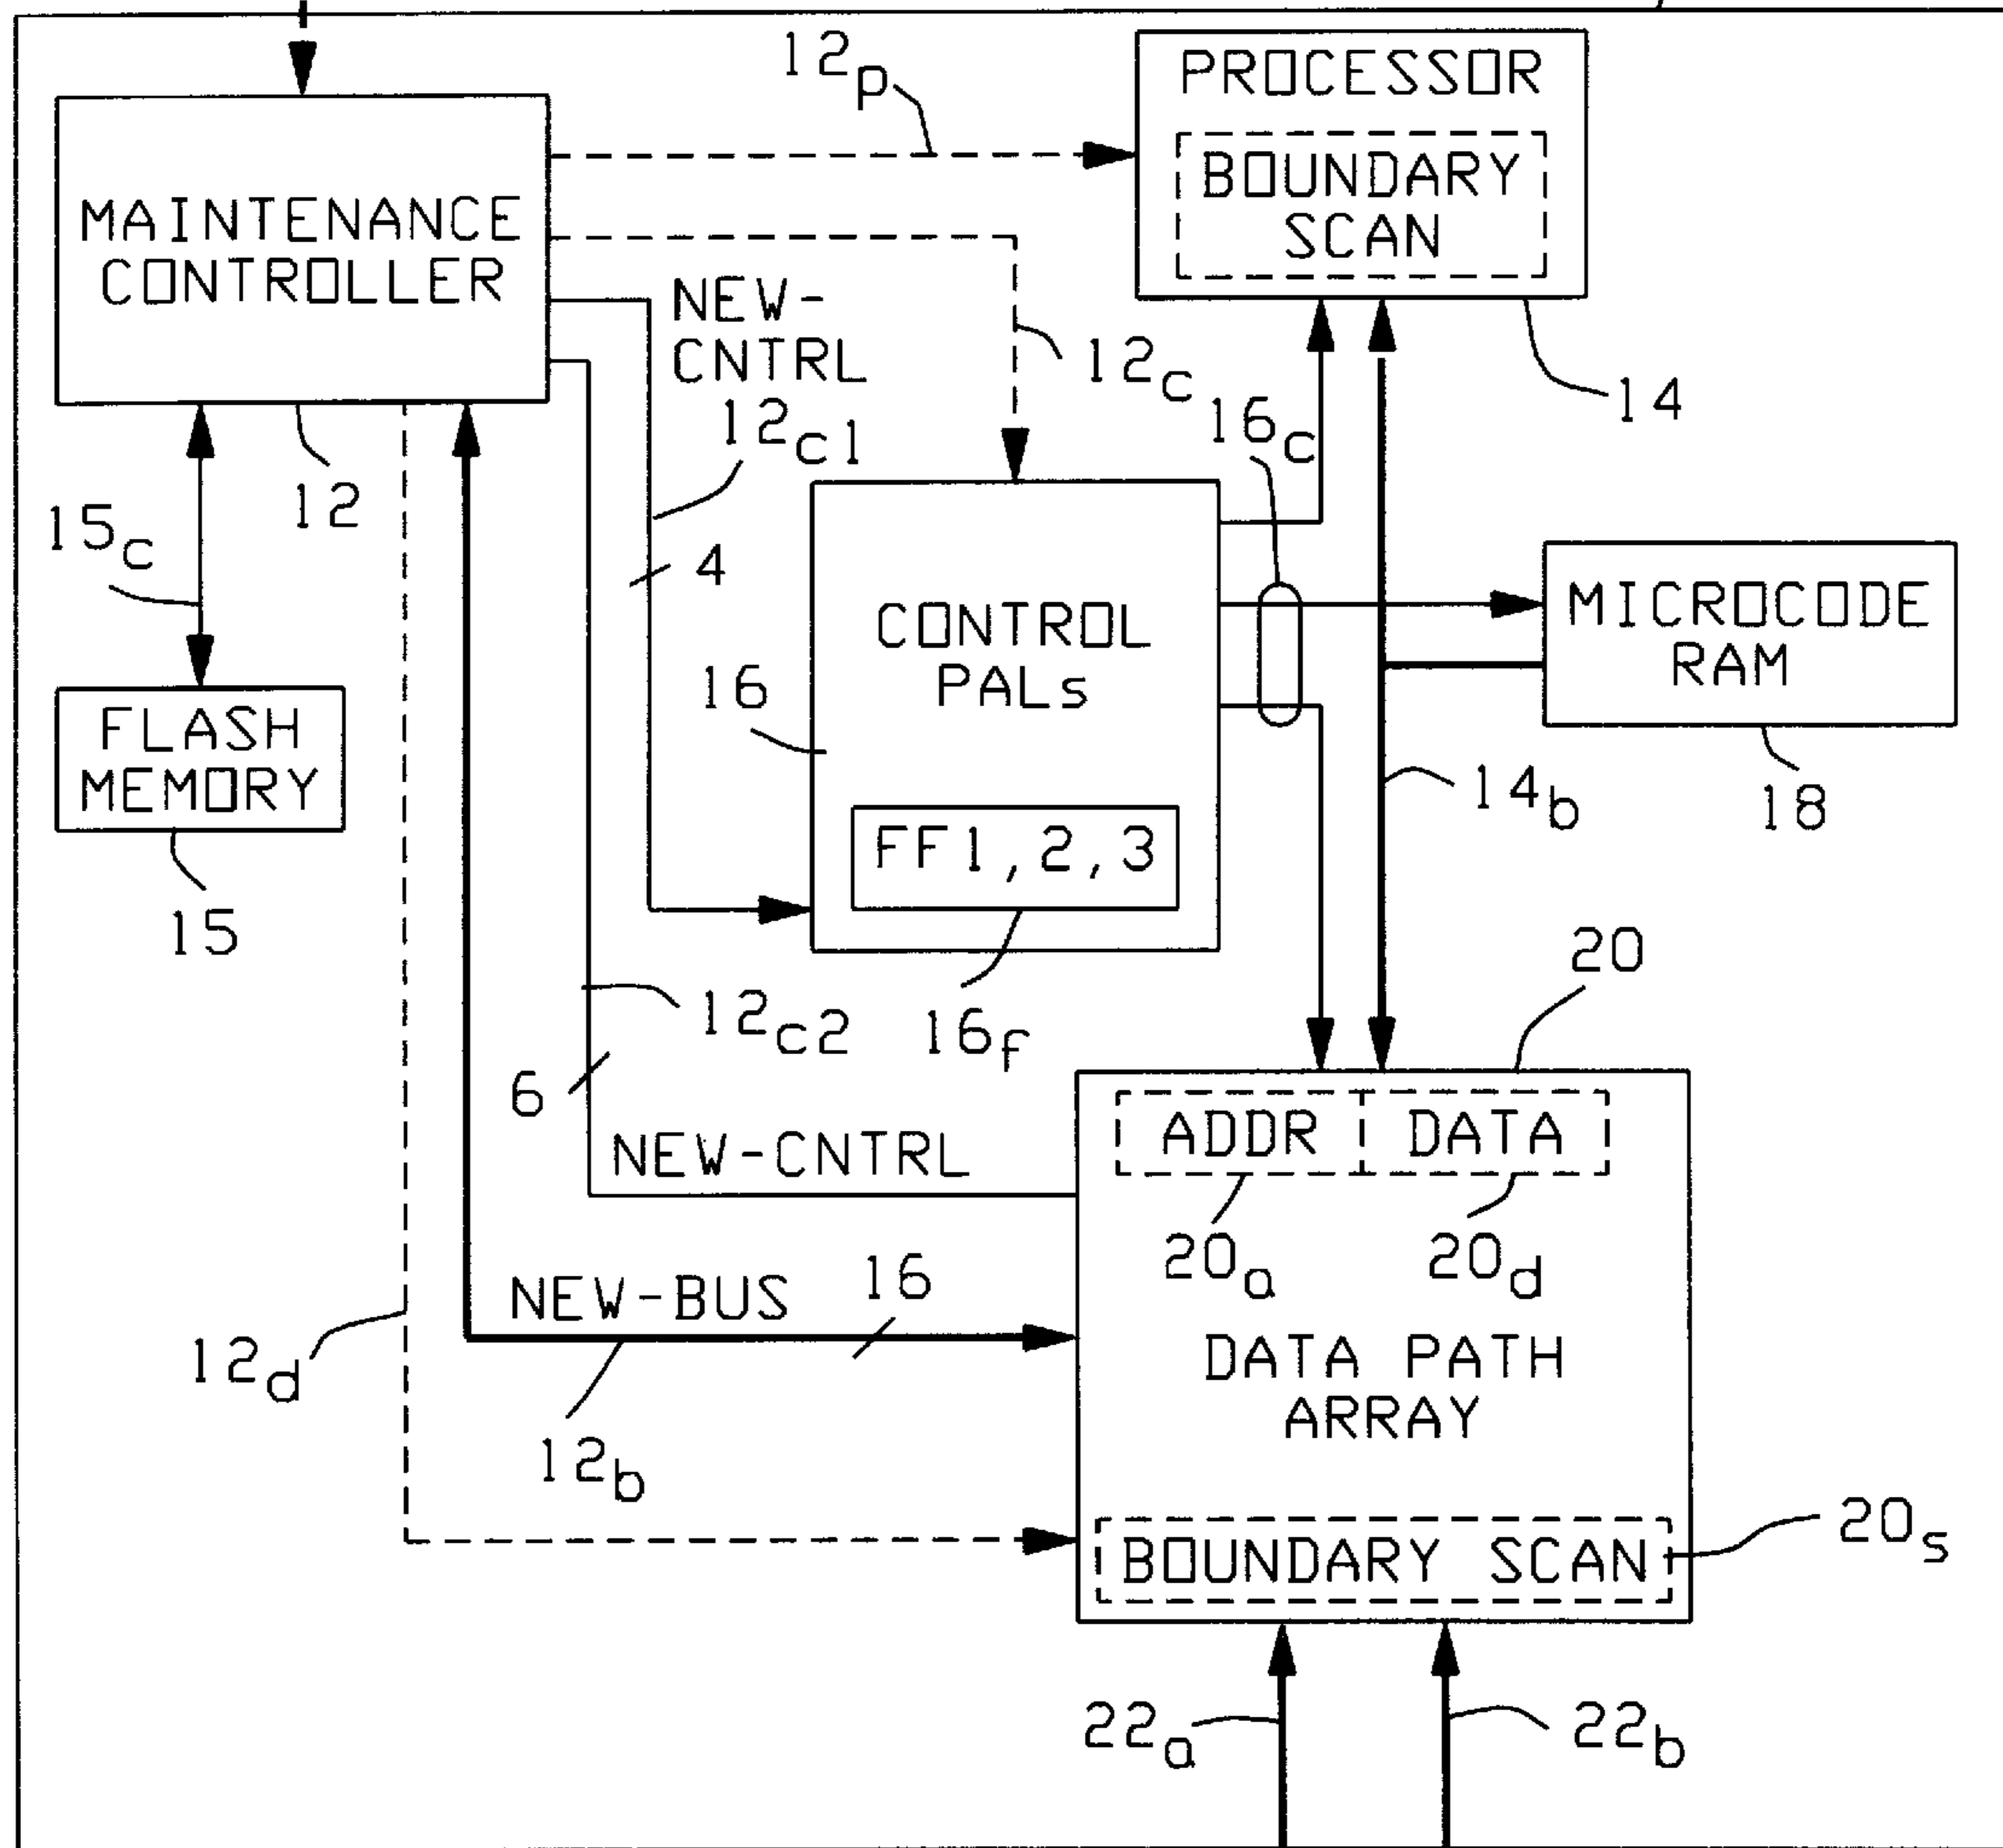 12p
PROCESSOR
BOUNDARY
SCAN
14
MAINTENANCE
CONTROLLER
12
NEW-
CNTRL
12c
12c1
4
16c
15c
FLASH
MEMORY
15
CONTROL
PALs
16
FF1,2,3
16f
MICROCODE
RAM
18
14b
12c2
6
NEW-CNTRL
20
ADDR
DATA
20a
20d
NEW-BUS
16
12b
12d
DATA PATH
ARRAY
BOUNDARY SCAN
20s
22a
22b